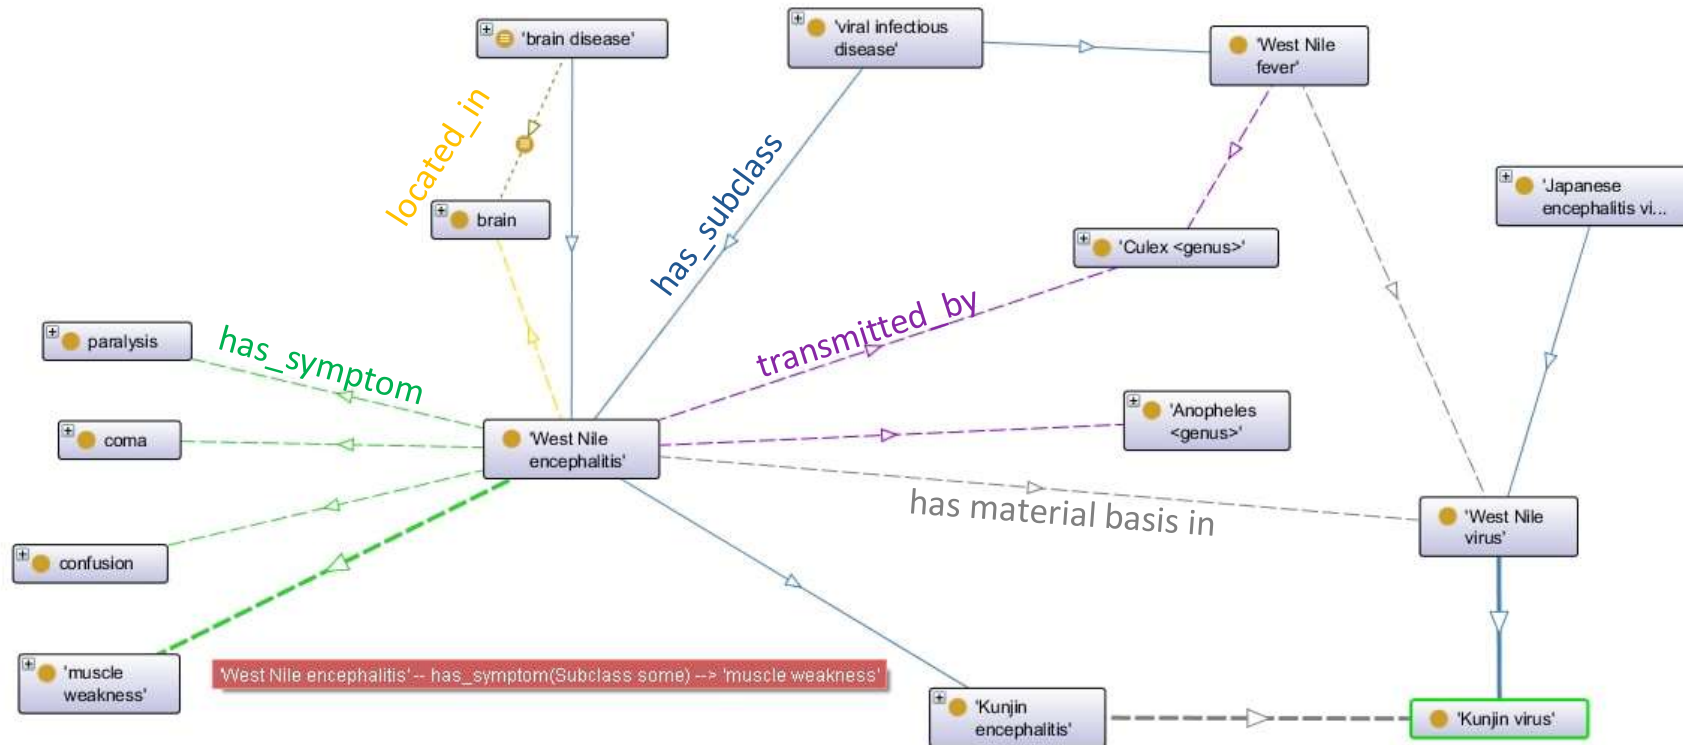 'brain disease'
'viral infectious
disease'
'West Nile
fever'
located_in
has_subclass
'Japanese
encephalitis vi...
brain
'Culex <genus>'
transmitted_by
paralysis
has_symptom
coma
'West Nile
encephalitis'
'Anopheles
<genus>'
has material basis in
'West Nile
virus'
confusion
'muscle
weakness'
'West Nile encephalitis' -- has_symptom(Subclass some) --> 'muscle weakness'
'Kunjin
encephalitis'
'Kunjin virus'